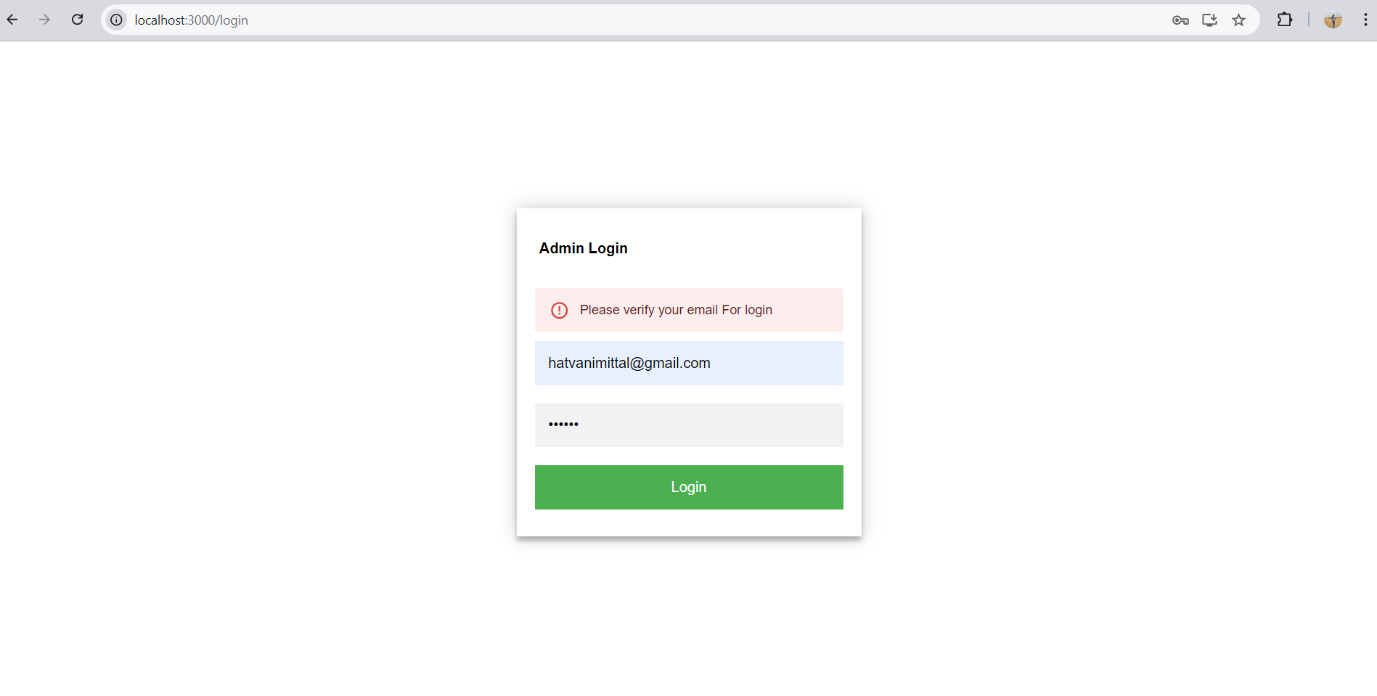 localhost:3000/login
Admin Login
Please verify your email For login
hatvanimittal@gmail.com
••••••
Login